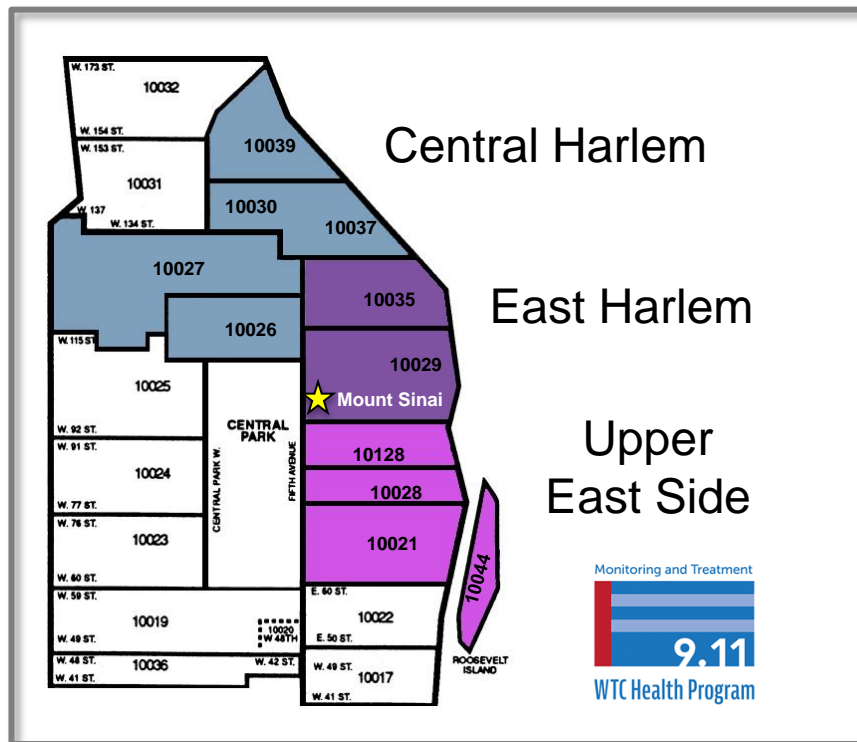 W. 173 ST.
10032
W. 154 ST.
W. 153 ST.
10039
Central Harlem
10031
W. 137
W. 134 ST.
10030
10037
10027
10035
East Harlem
10026
W. 115 ST
10029
10025
Mount Sinai
W. 92 ST.
CENTRAL
PARK
Upper
East Side
W. 91 ST.
10128
10024
CENTRAL PARK W.
FIFTH AVENUE
10028
W. 77 ST.
W. 76 ST.
10021
10023
10044
W. 60 ST.
W. 59 ST.
E. 60 ST.
10019
10022
10020
W 48TH
W. 49 ST.
E. 50 ST.
W. 48 ST.
10036
W. 42 ST.
W. 41 ST.
W. 49 ST.
10017
W. 41 ST.
ROOSEVELT
ISLAND
Monitoring and Treatment
9.11
WTC Health Program